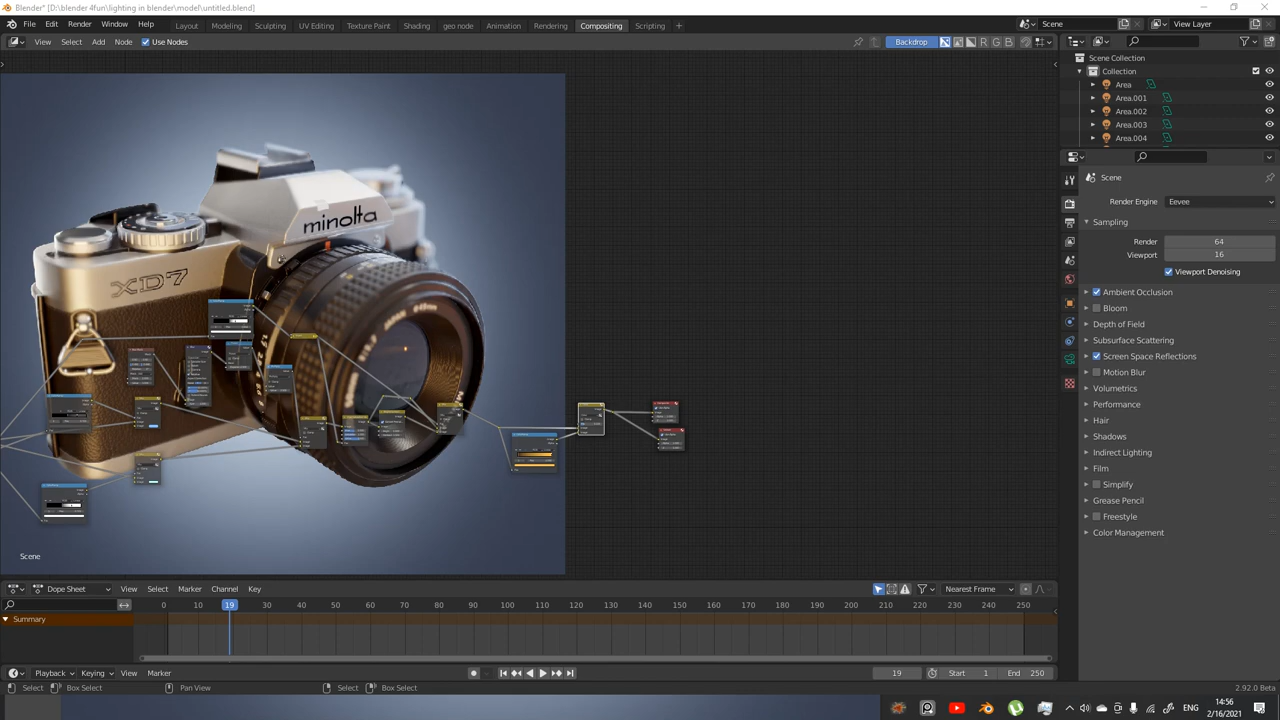 Blender* [D:\blender 4fun\lighting in blender\model\untitled.blend]
File Edit Render Window Help Layout Modeling Sculpting UV Editing Texture Paint Shading geo node Animation Rendering Compositing Scripting + Scene View Layer
View Select Add Node Use Nodes Backdrop R G B
Scene Collection
Collection
Area
Area.001
Area.002
Area.003
Area.004
Scene
Render Engine Eevee
Sampling
Render 64
Viewport 16
Viewport Denoising
Ambient Occlusion
Bloom
Depth of Field
Subsurface Scattering
Screen Space Reflections
Motion Blur
Volumetrics
Performance
Hair
Shadows
Indirect Lighting
Film
Simplify
Grease Pencil
Freestyle
Color Management
minolta
XD7
Scene
Dope Sheet View Select Marker Channel Key Nearest Frame
0 10 19 30 40 50 60 70 80 90 100 110 120 130 140 150 160 170 180 190 200 210 220 230 240 250
Summary
Playback Keying View Marker 19 Start 1 End 250
Select Box Select Pan View Select Box Select 2.92.0 Beta
ENG 14:56
2/16/2021